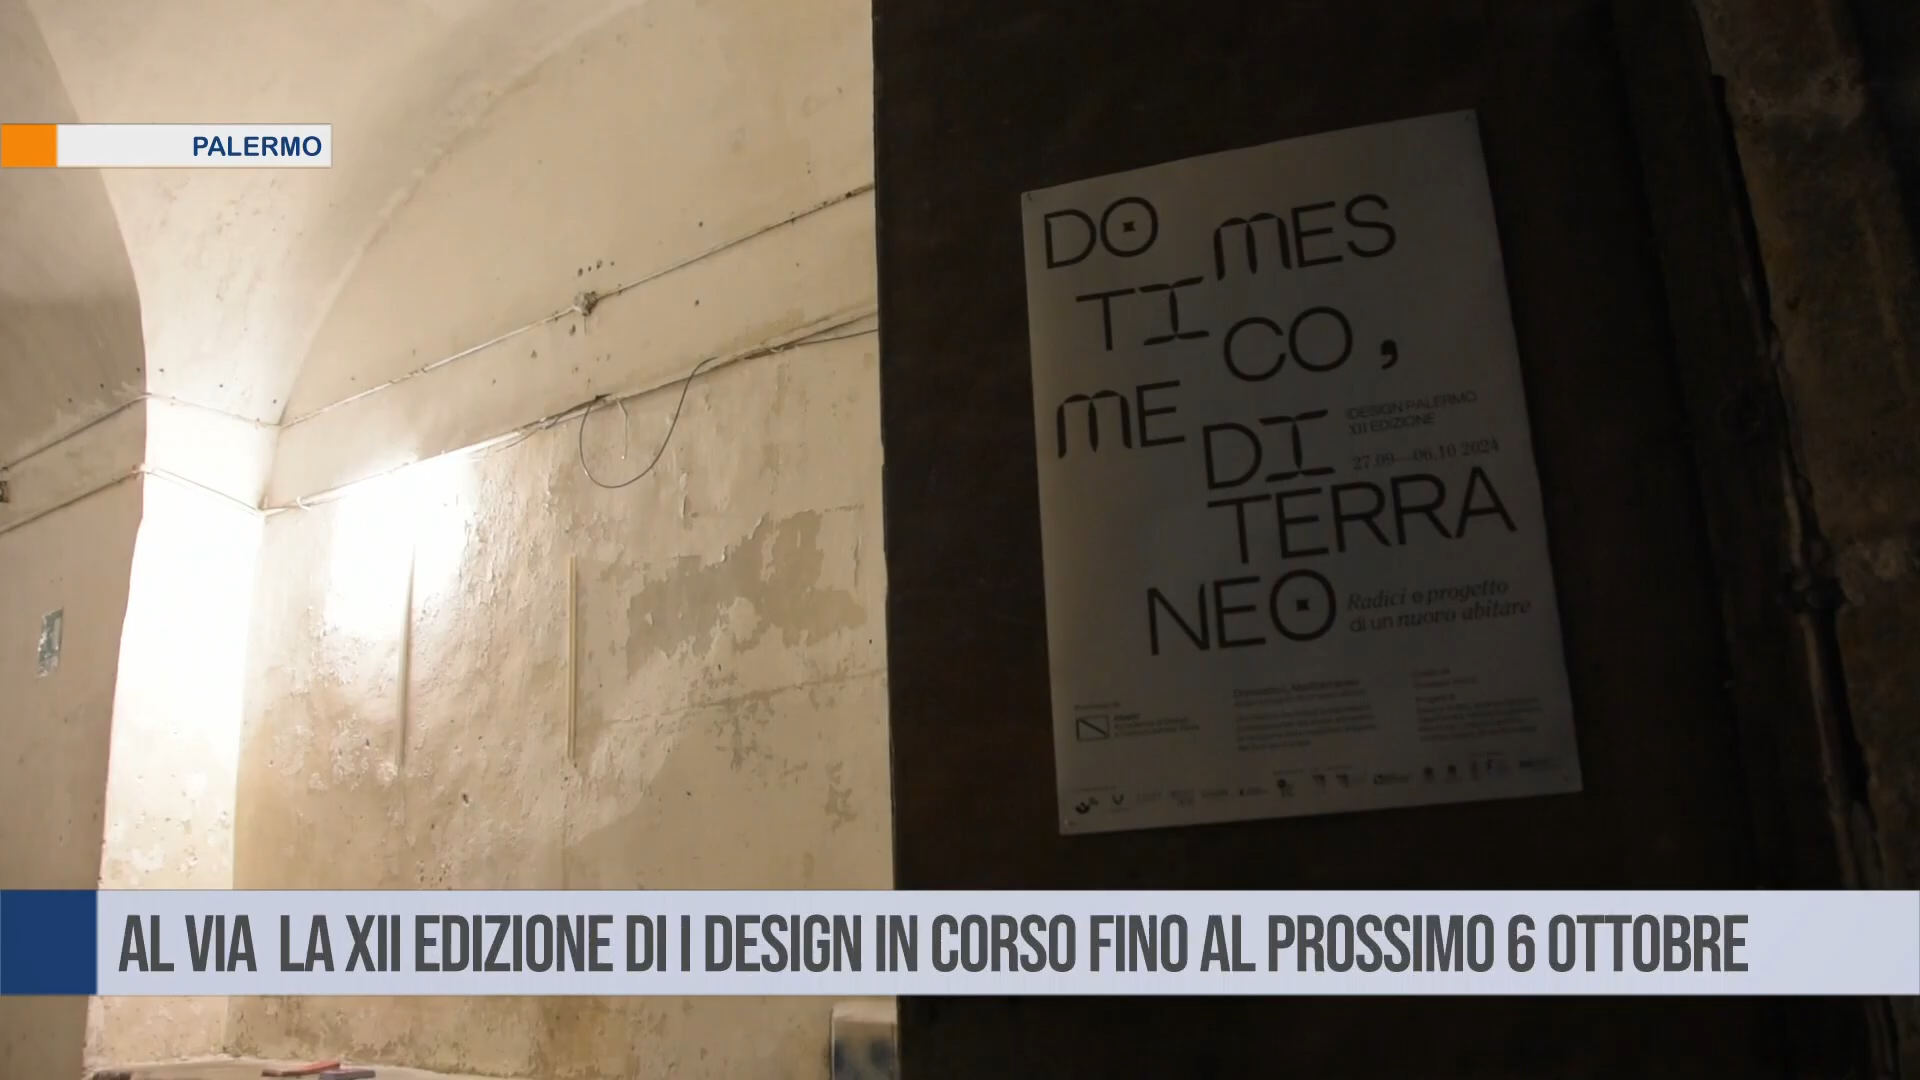 PALERMO
DO MES
TI CO,
ME DI
IDESIGN PALERMO
XII EDIZIONE
27.09—06.10 2024
TERRA
NEO
Radici e progetto
di un nuovo abitare
AL VIA LA XII EDIZIONE DI I DESIGN IN CORSO FINO AL PROSSIMO 6 OTTOBRE